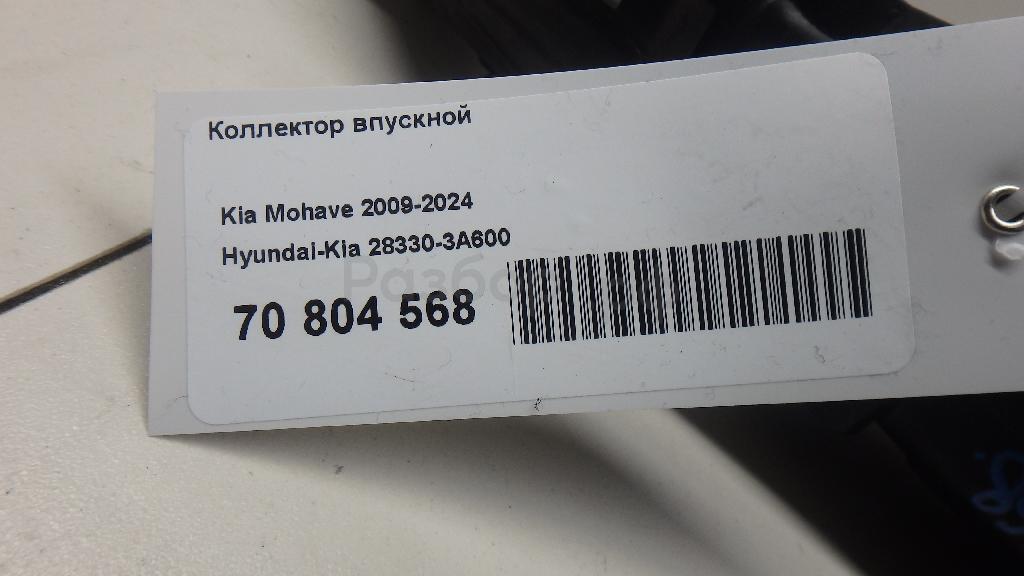 Коллектор впускной
Kia Mohave 2009-2024
Hyundai-Kia 28330-3A600
70 804 568